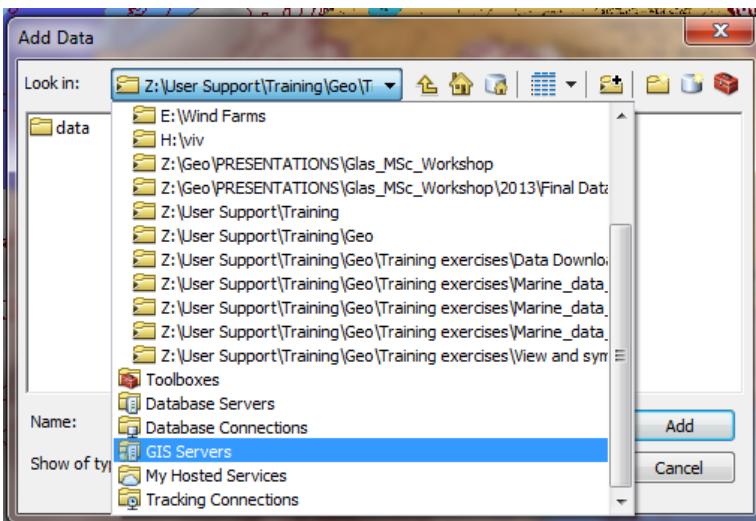 Add Data
Look in:
Z:\User Support\Training\Geo\T
data
E:\Wind Farms
H:\viv
Z:\Geo\PRESENTATIONS\Glas_MSc_Workshop
Z:\Geo\PRESENTATIONS\Glas_MSc_Workshop\2013\Final Data
Z:\User Support\Training
Z:\User Support\Training\Geo
Z:\User Support\Training\Geo\Training exercises\Data Downloa
Z:\User Support\Training\Geo\Training exercises\Marine_data_
Z:\User Support\Training\Geo\Training exercises\Marine_data_
Z:\User Support\Training\Geo\Training exercises\Marine_data_
Z:\User Support\Training\Geo\Training exercises\View and sym
Toolboxes
Database Servers
Database Connections
GIS Servers
My Hosted Services
Tracking Connections
Name:
Add
Show of ty
Cancel